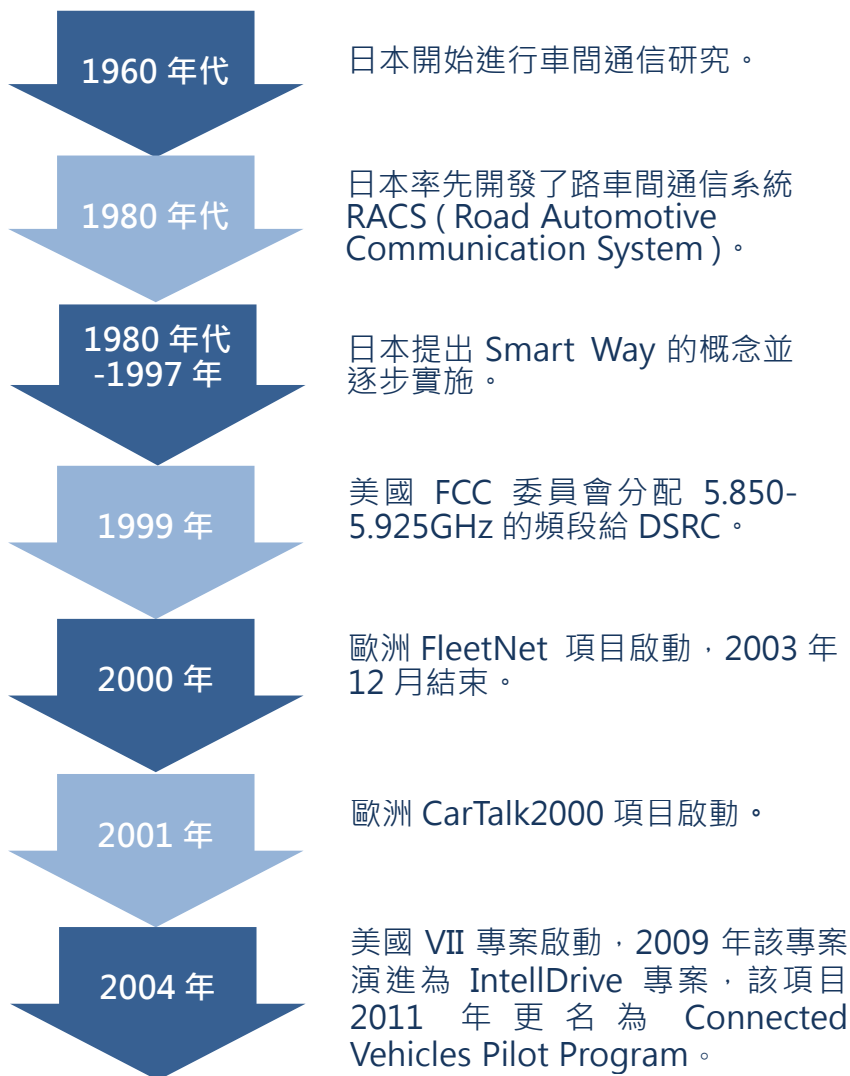 1960 年代
日本開始進行車間通信研究。
1980 年代
日本率先開發了路車間通信系統
RACS ( Road Automotive
Communication System )。
1980 年代
-1997 年
日本提出 Smart Way 的概念並
逐步實施。
1999 年
美國 FCC 委員會分配 5.850-
5.925GHz 的頻段給 DSRC。
2000 年
歐洲 FleetNet 項目啟動，2003 年
12 月結束。
2001 年
歐洲 CarTalk2000 項目啟動。
2004 年
美國 VII 專案啟動，2009 年該專案
演進為 IntellDrive 專案，該項目
2011 年更名為 Connected
Vehicles Pilot Program。